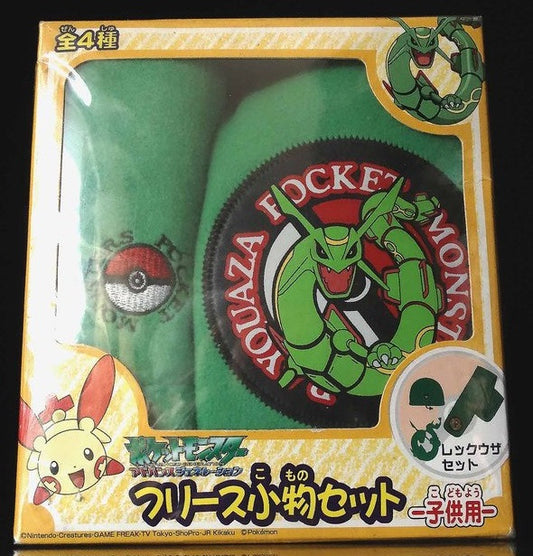 全4種
ぜん しゅ
POCKET MONSTERS
POCKET MONST
R YOUAZA
レックウザ
セット
ポケットモンスター
アドバンスジェネレーション
フリース小物セット
こ もの
-子供用-
こ ども よう
©Nintendo・Creatures・GAME FREAK・TV Tokyo・ShoPro・JR Kikaku ©Pokémon